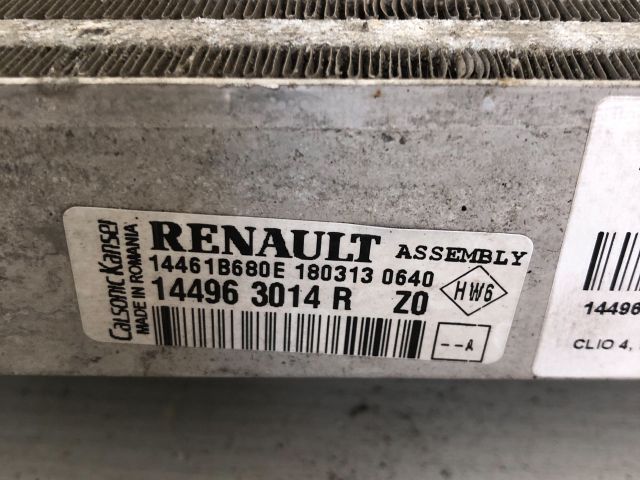 Calsonic Kansei
MADE IN ROMANIA
RENAULT ASSEMBLY
14461B680E 180313 0640
14496 3014 R Z0
HW6
--A
14496
CLIO 4,